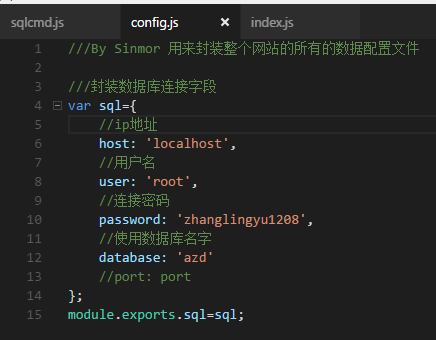 sqlcmd.js config.js × index.js
1 ///By Sinmor 用来封装整个网站的所有的数据配置文件
2
3 ///封装数据库连接字段
4 var sql={
5 //ip地址
6 host: 'localhost',
7 //用户名
8 user: 'root',
9 //连接密码
10 password: 'zhanglingyu1208',
11 //使用数据库名字
12 database: 'azd'
13 //port: port
14 };
15 module.exports.sql=sql;